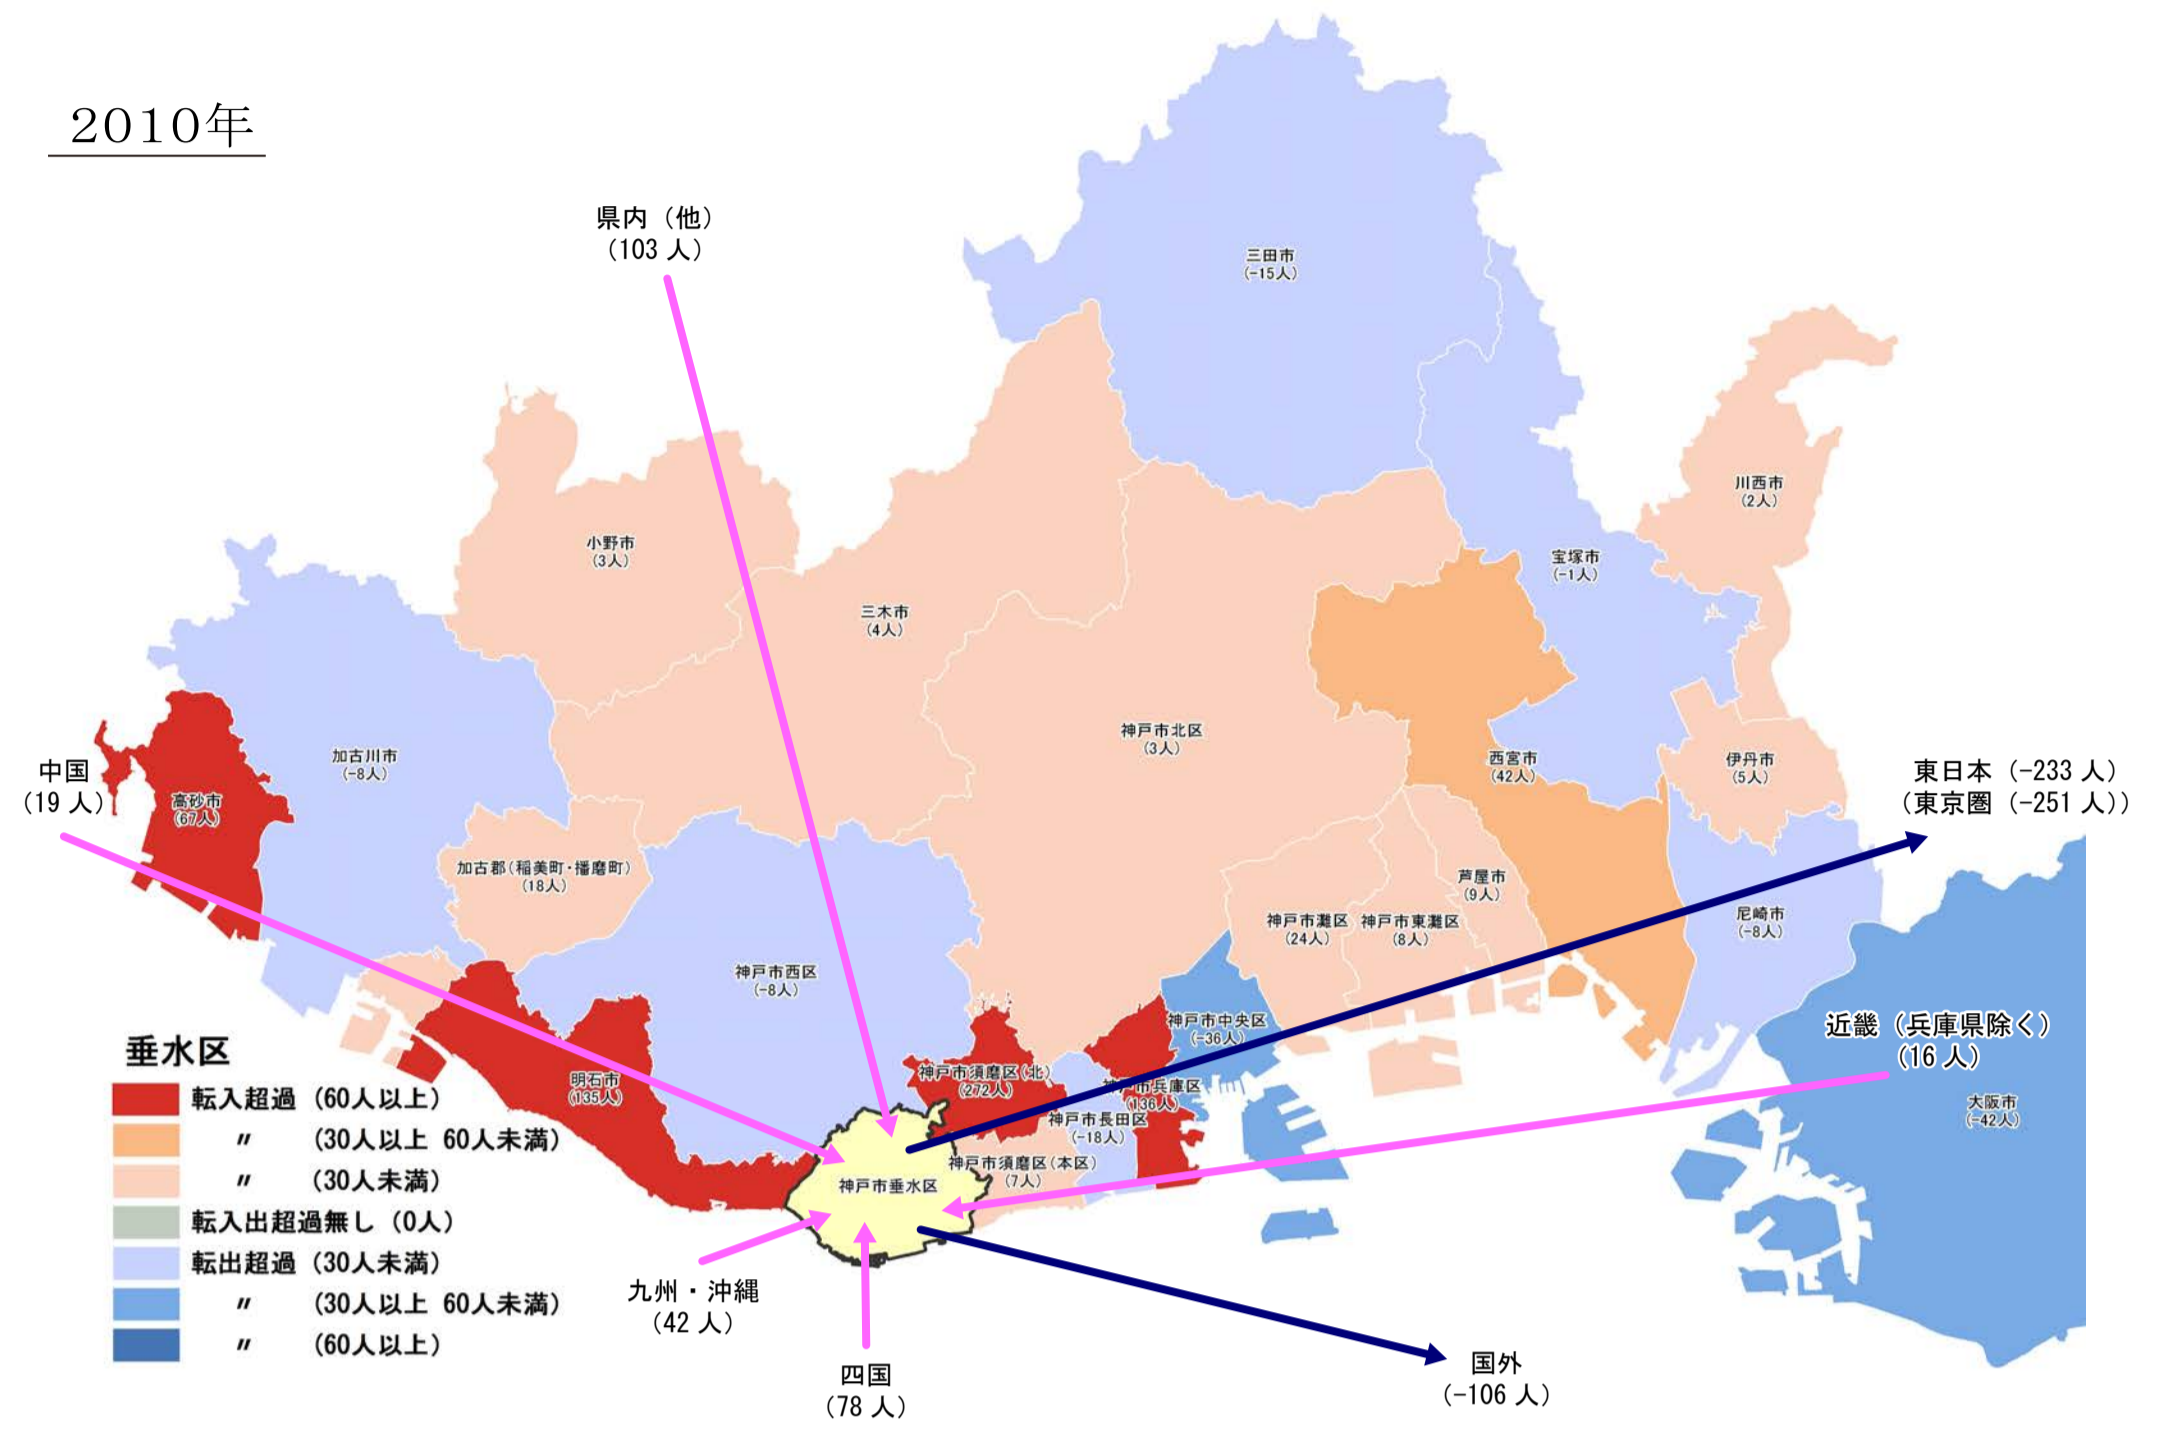 2010年
県内（他）
（103 人）
三田市
(-15人)
川西市
(2人)
小野市
(3人)
宝塚市
(-1人)
三木市
(4人)
神戸市北区
(3人)
加古川市
(-8人)
西宮市
(42人)
伊丹市
(5人)
中国
（19 人）
高砂市
(67人)
東日本（-233 人）
（東京圏（-251 人））
加古郡(稲美町・播磨町)
(18人)
芦屋市
(9人)
神戸市灘区
(24人)
神戸市東灘区
(8人)
尼崎市
(-8人)
神戸市西区
(-8人)
神戸市中央区
(-36人)
近畿（兵庫県除く）
（16 人）
明石市
(135人)
神戸市須磨区(北)
(272人)
神戸市兵庫区
(136人)
大阪市
(-42人)
神戸市長田区
(-18人)
神戸市須磨区(本区)
(7人)
神戸市垂水区
垂水区
転入超過（60人以上）
〃 （30人以上 60人未満）
〃 （30人未満）
転入出超過無し（0人）
転出超過（30人未満）
〃 （30人以上 60人未満）
〃 （60人以上）
九州・沖縄
（42 人）
四国
（78 人）
国外
（-106 人）